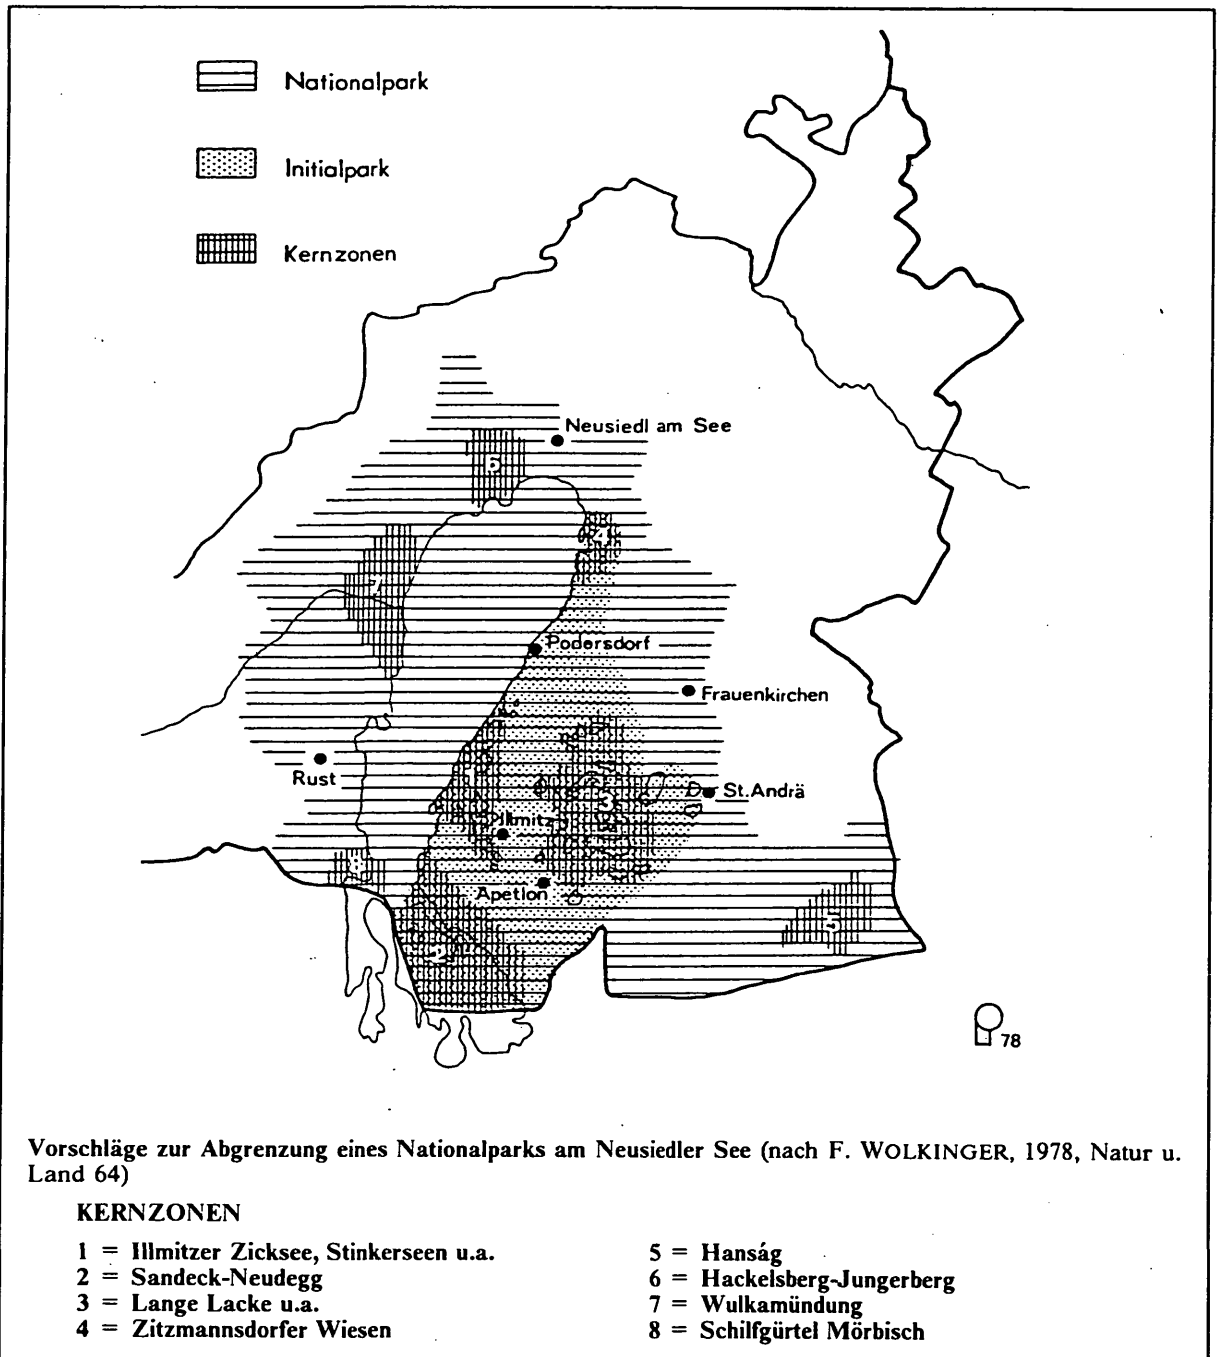 Nationalpark
Initialpark
Kernzonen
Neusiedl am See
6
4
7
Podersdorf
Frauenkirchen
Rust
3
St.Andrä
Illmitz
Apetlon
5
2
78
Vorschläge zur Abgrenzung eines Nationalparks am Neusiedler See (nach F. WOLKINGER, 1978, Natur u.
Land 64)
KERNZONEN
1 = Illmitzer Zicksee, Stinkerseen u.a.
2 = Sandeck-Neudegg
3 = Lange Lacke u.a.
4 = Zitzmannsdorfer Wiesen
5 = Hanság
6 = Hackelsberg-Jungerberg
7 = Wulkamündung
8 = Schilfgürtel Mörbisch